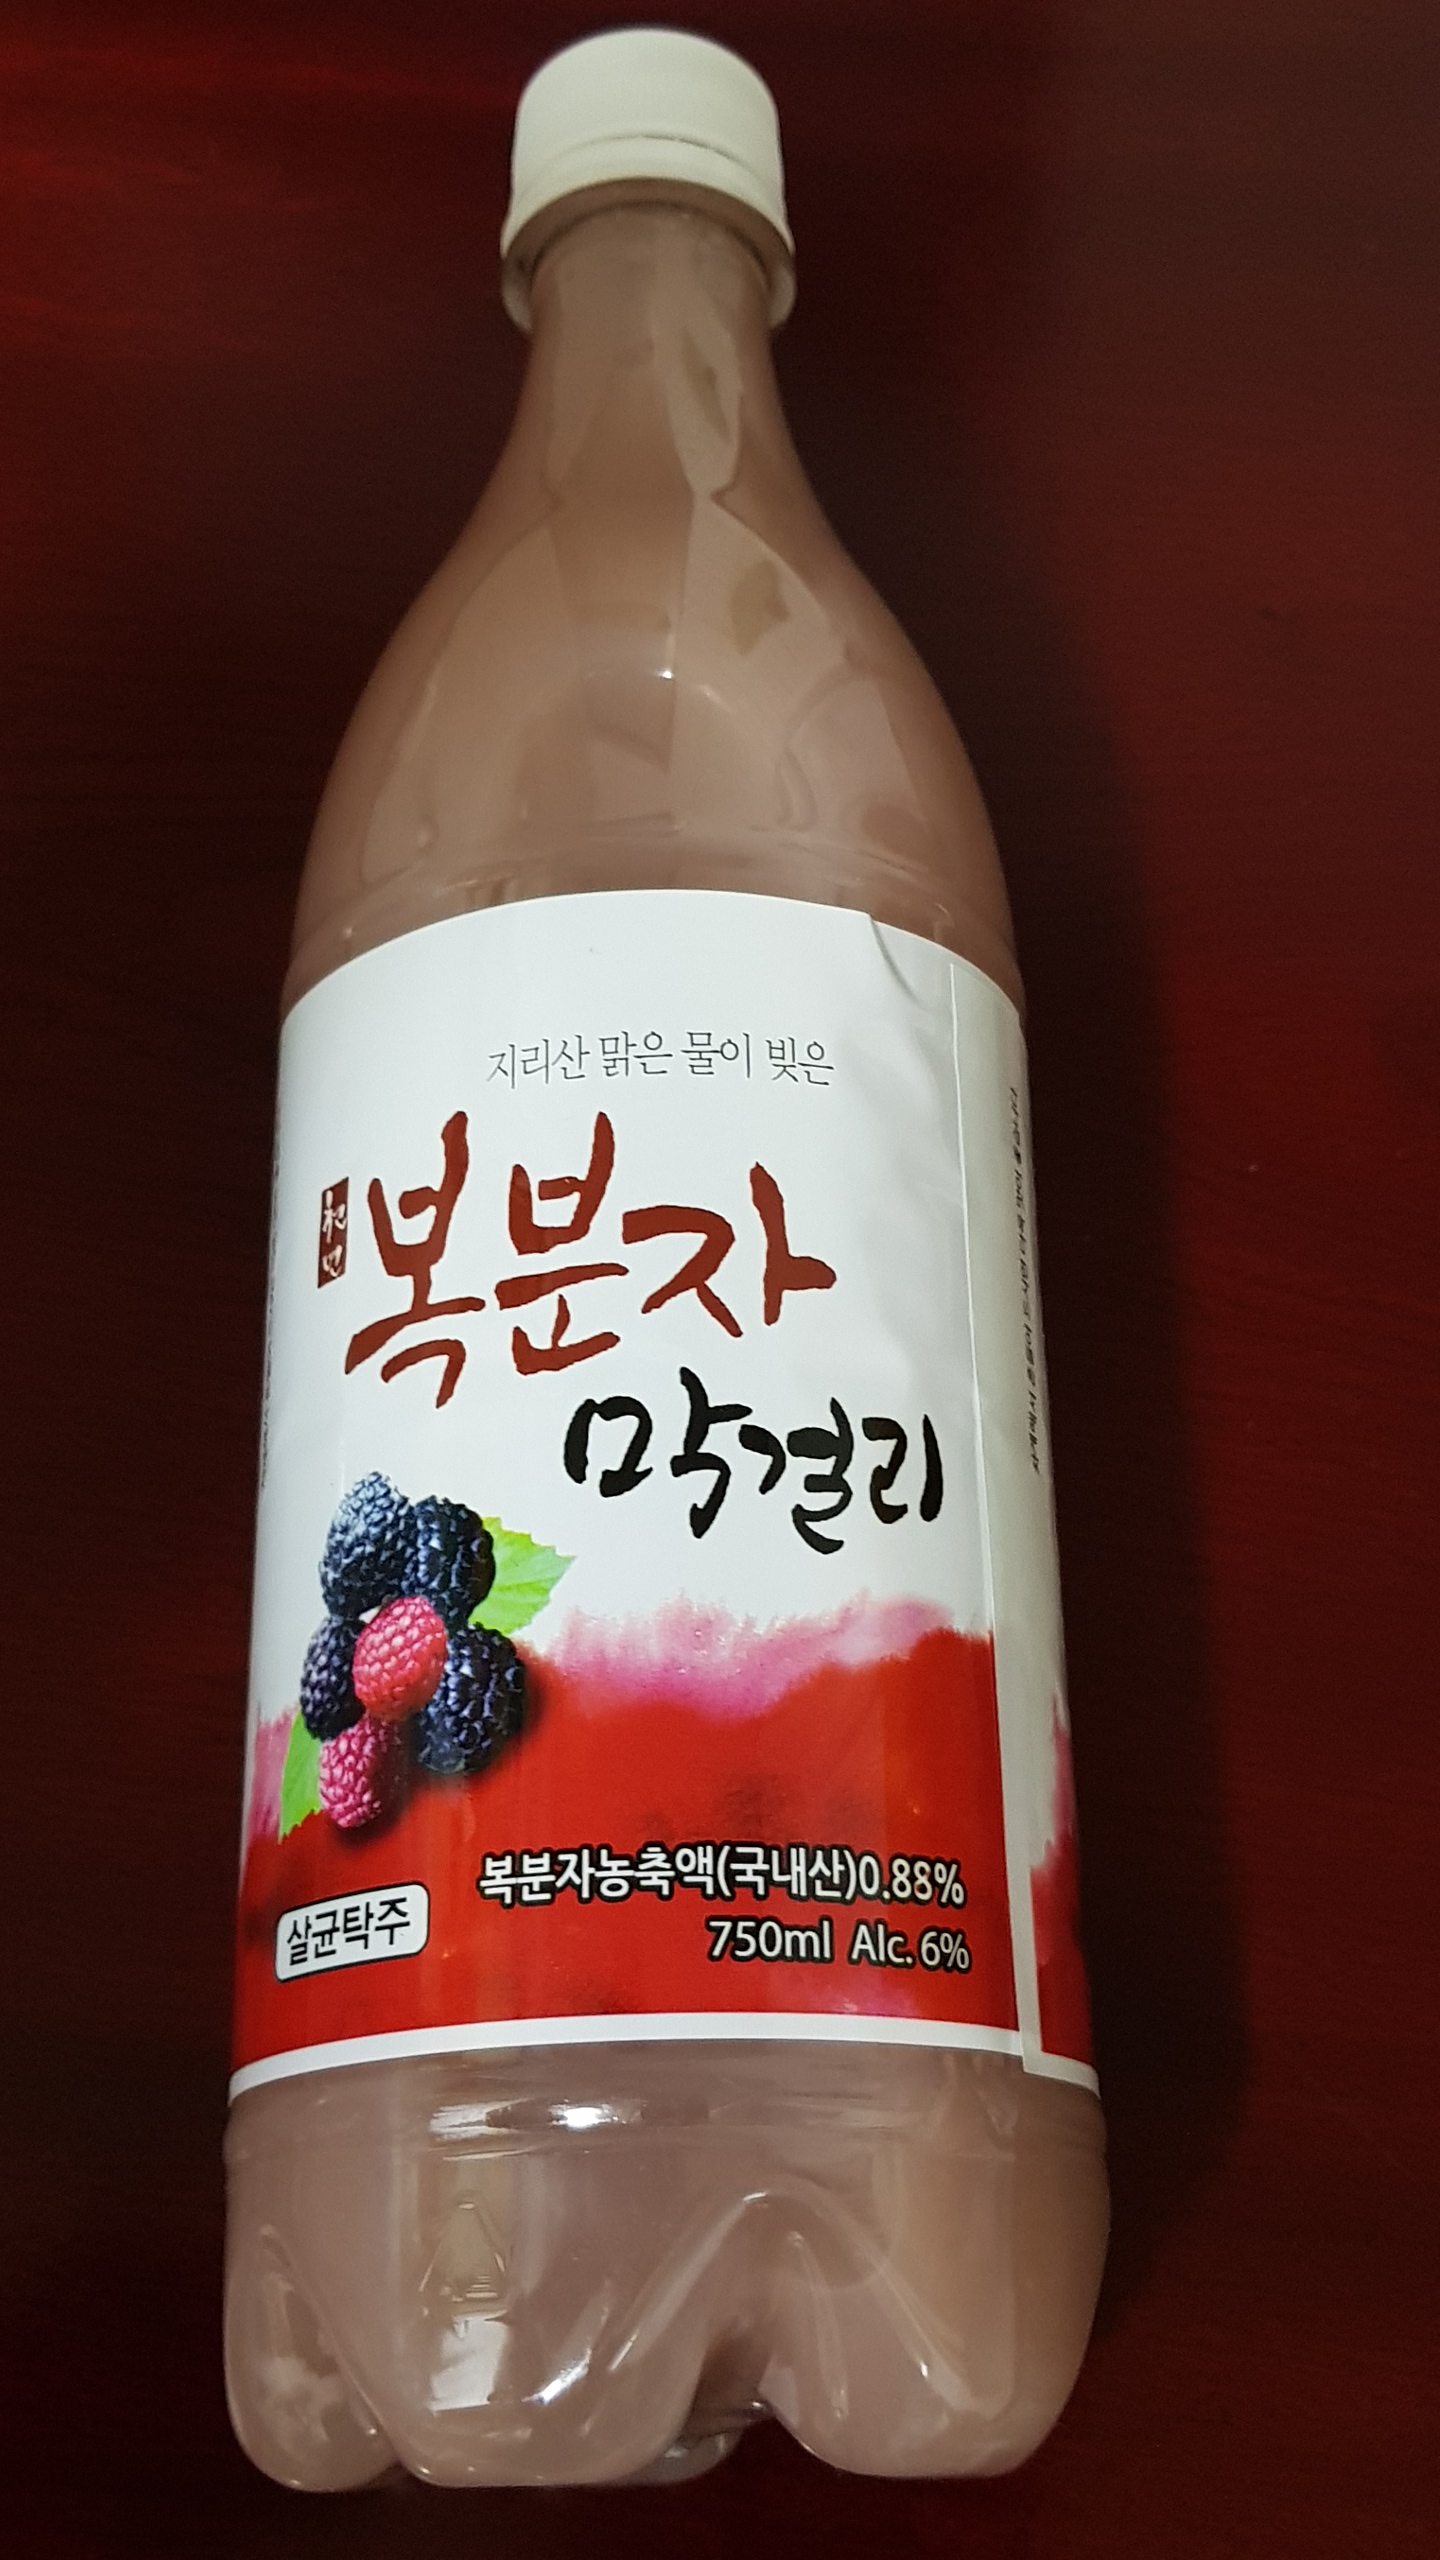 지리산 맑은 물이 빚은
복분자
막걸리
복분자농축액(국내산)0.88%
살균탁주
750ml Alc. 6%